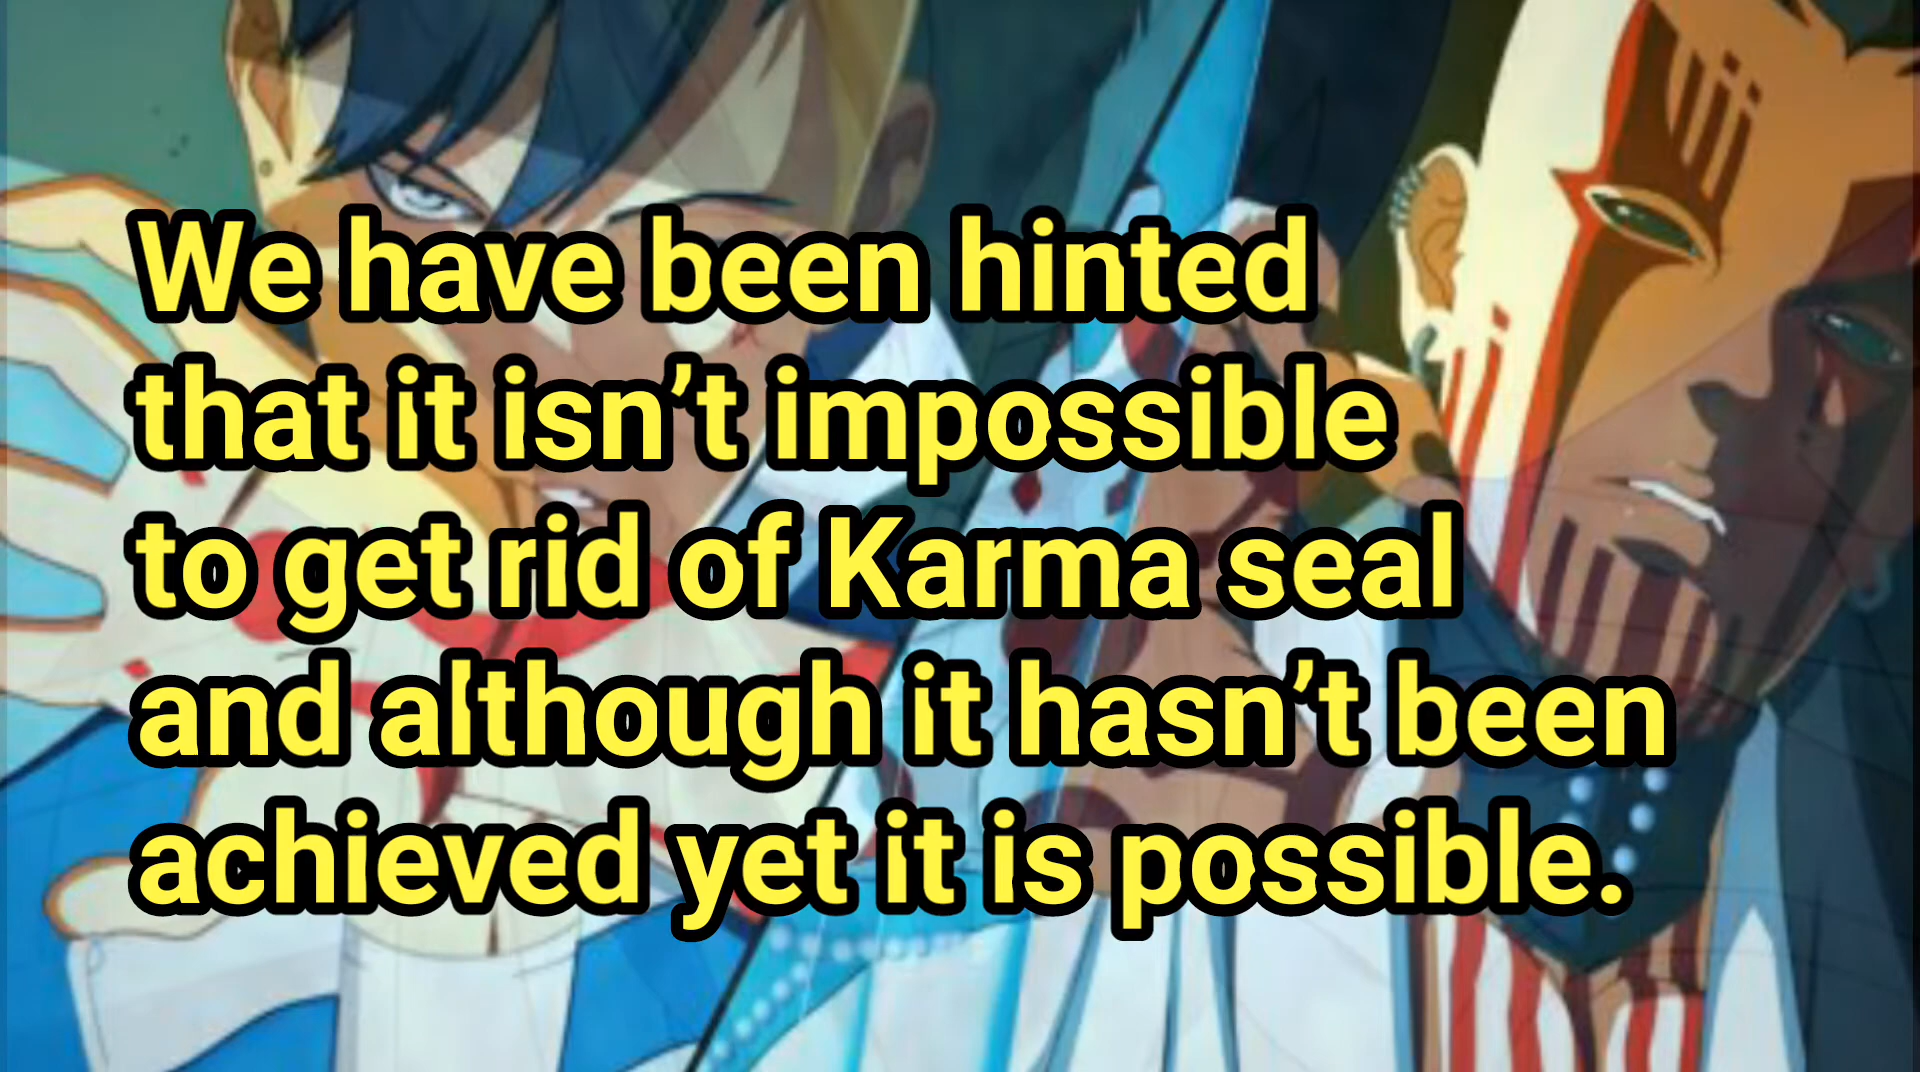 We have been hinted
that it isn’t impossible
to get rid of Karma seal
and although it hasn’t been
achieved yet it is possible.